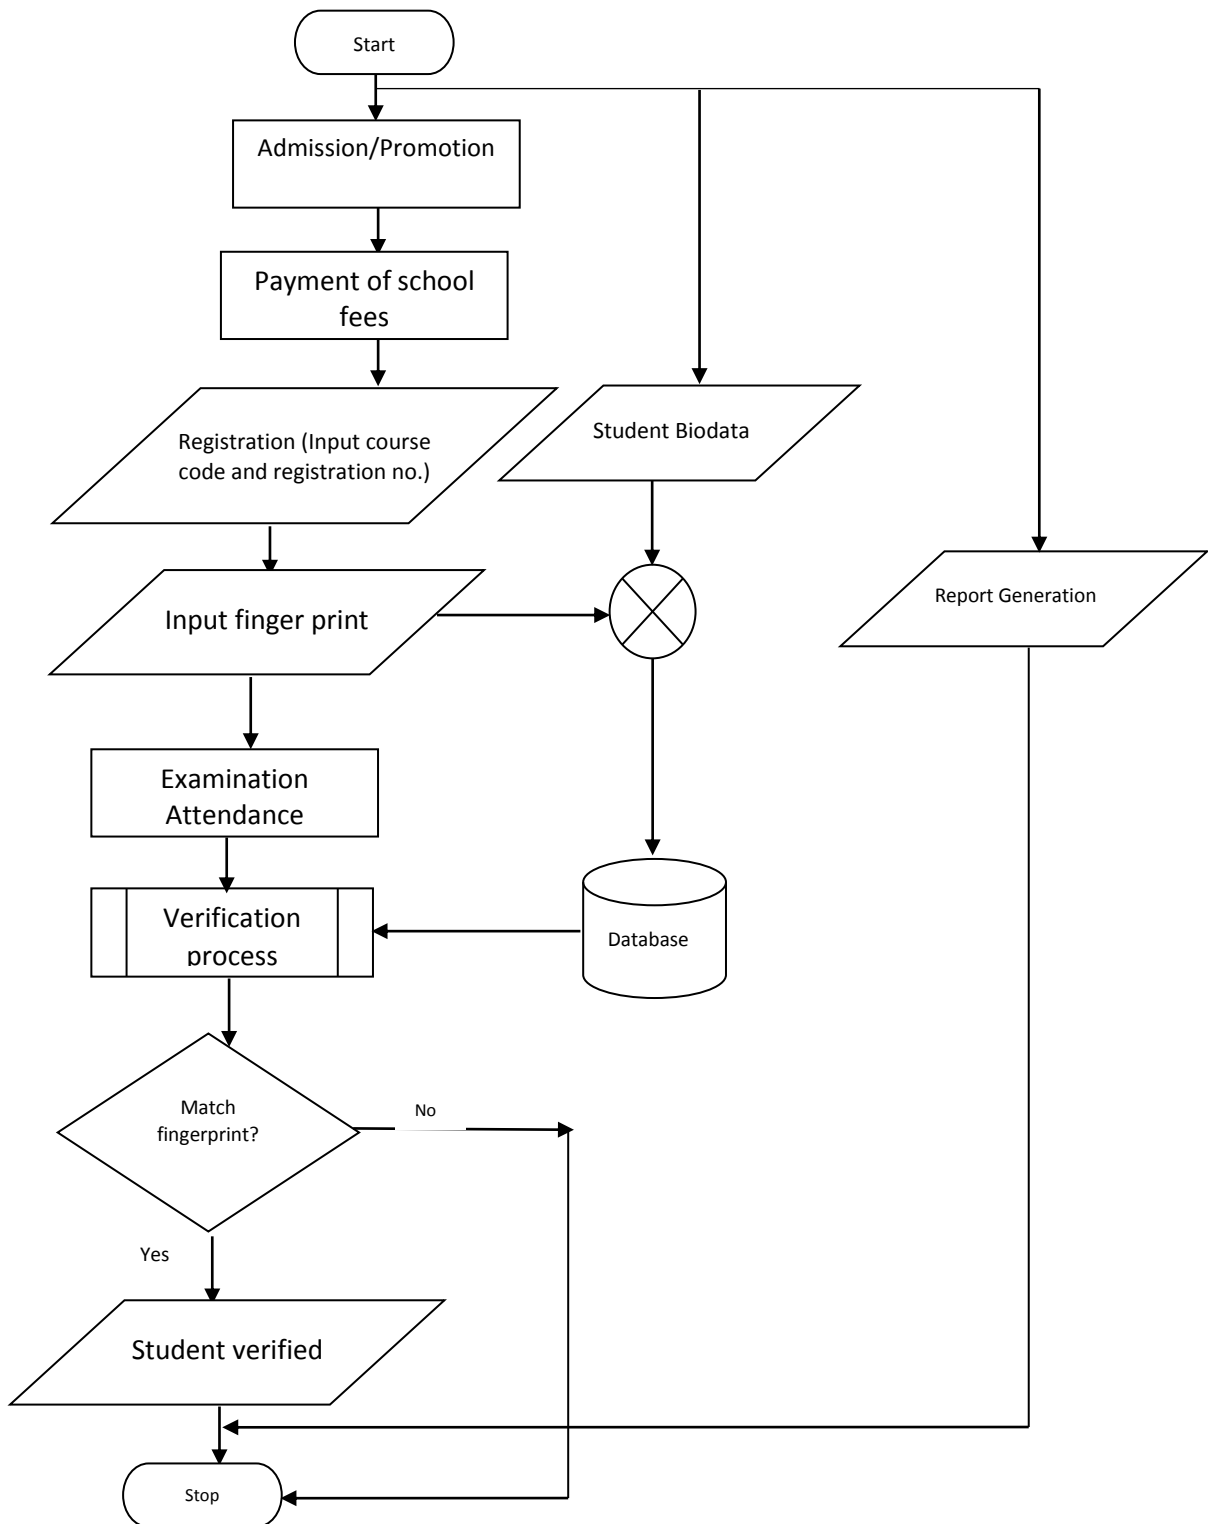 Start
Admission/Promotion
Payment of school
fees
Registration (Input course
code and registration no.)
Student Biodata
Report Generation
Input finger print
Examination
Attendance
Verification
process
Database
Match
fingerprint?
No
Yes
Student verified
Stop